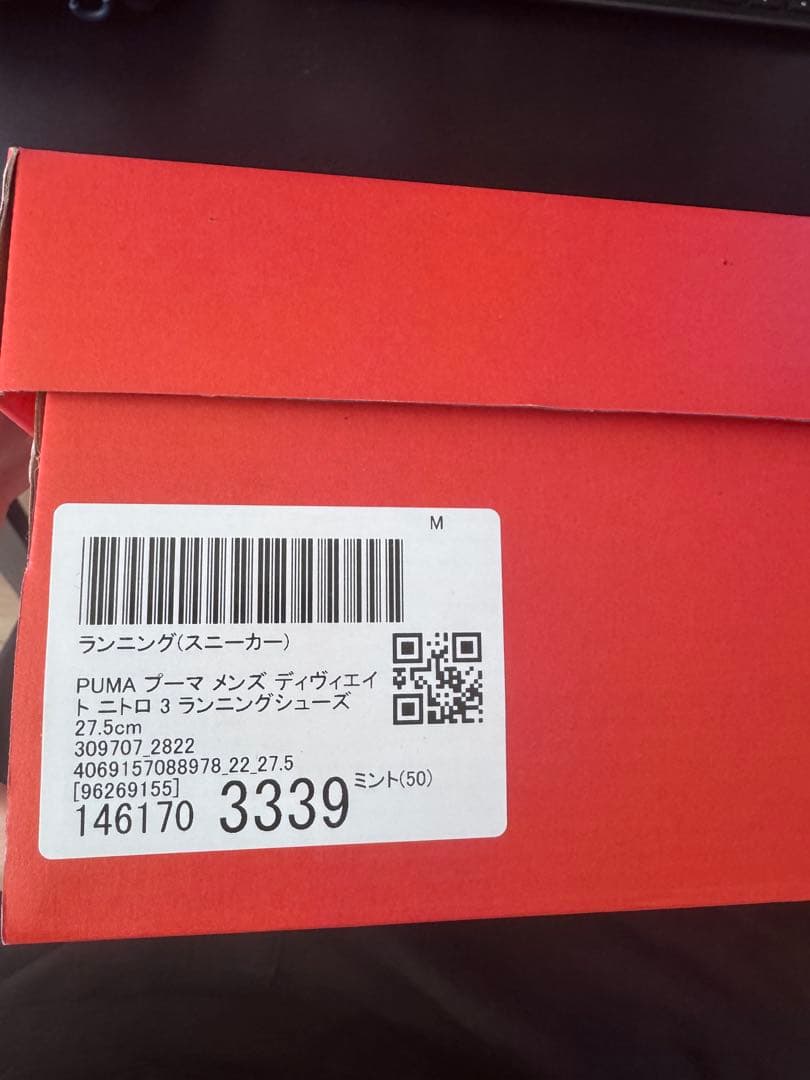 M
ランニング(スニーカー)
PUMA プーマ メンズ ディヴィエイ
ト ニトロ 3 ランニングシューズ
27.5cm
309707_2822
4069157088978_22_27.5
[96269155]
ミント(50)
146170 3339